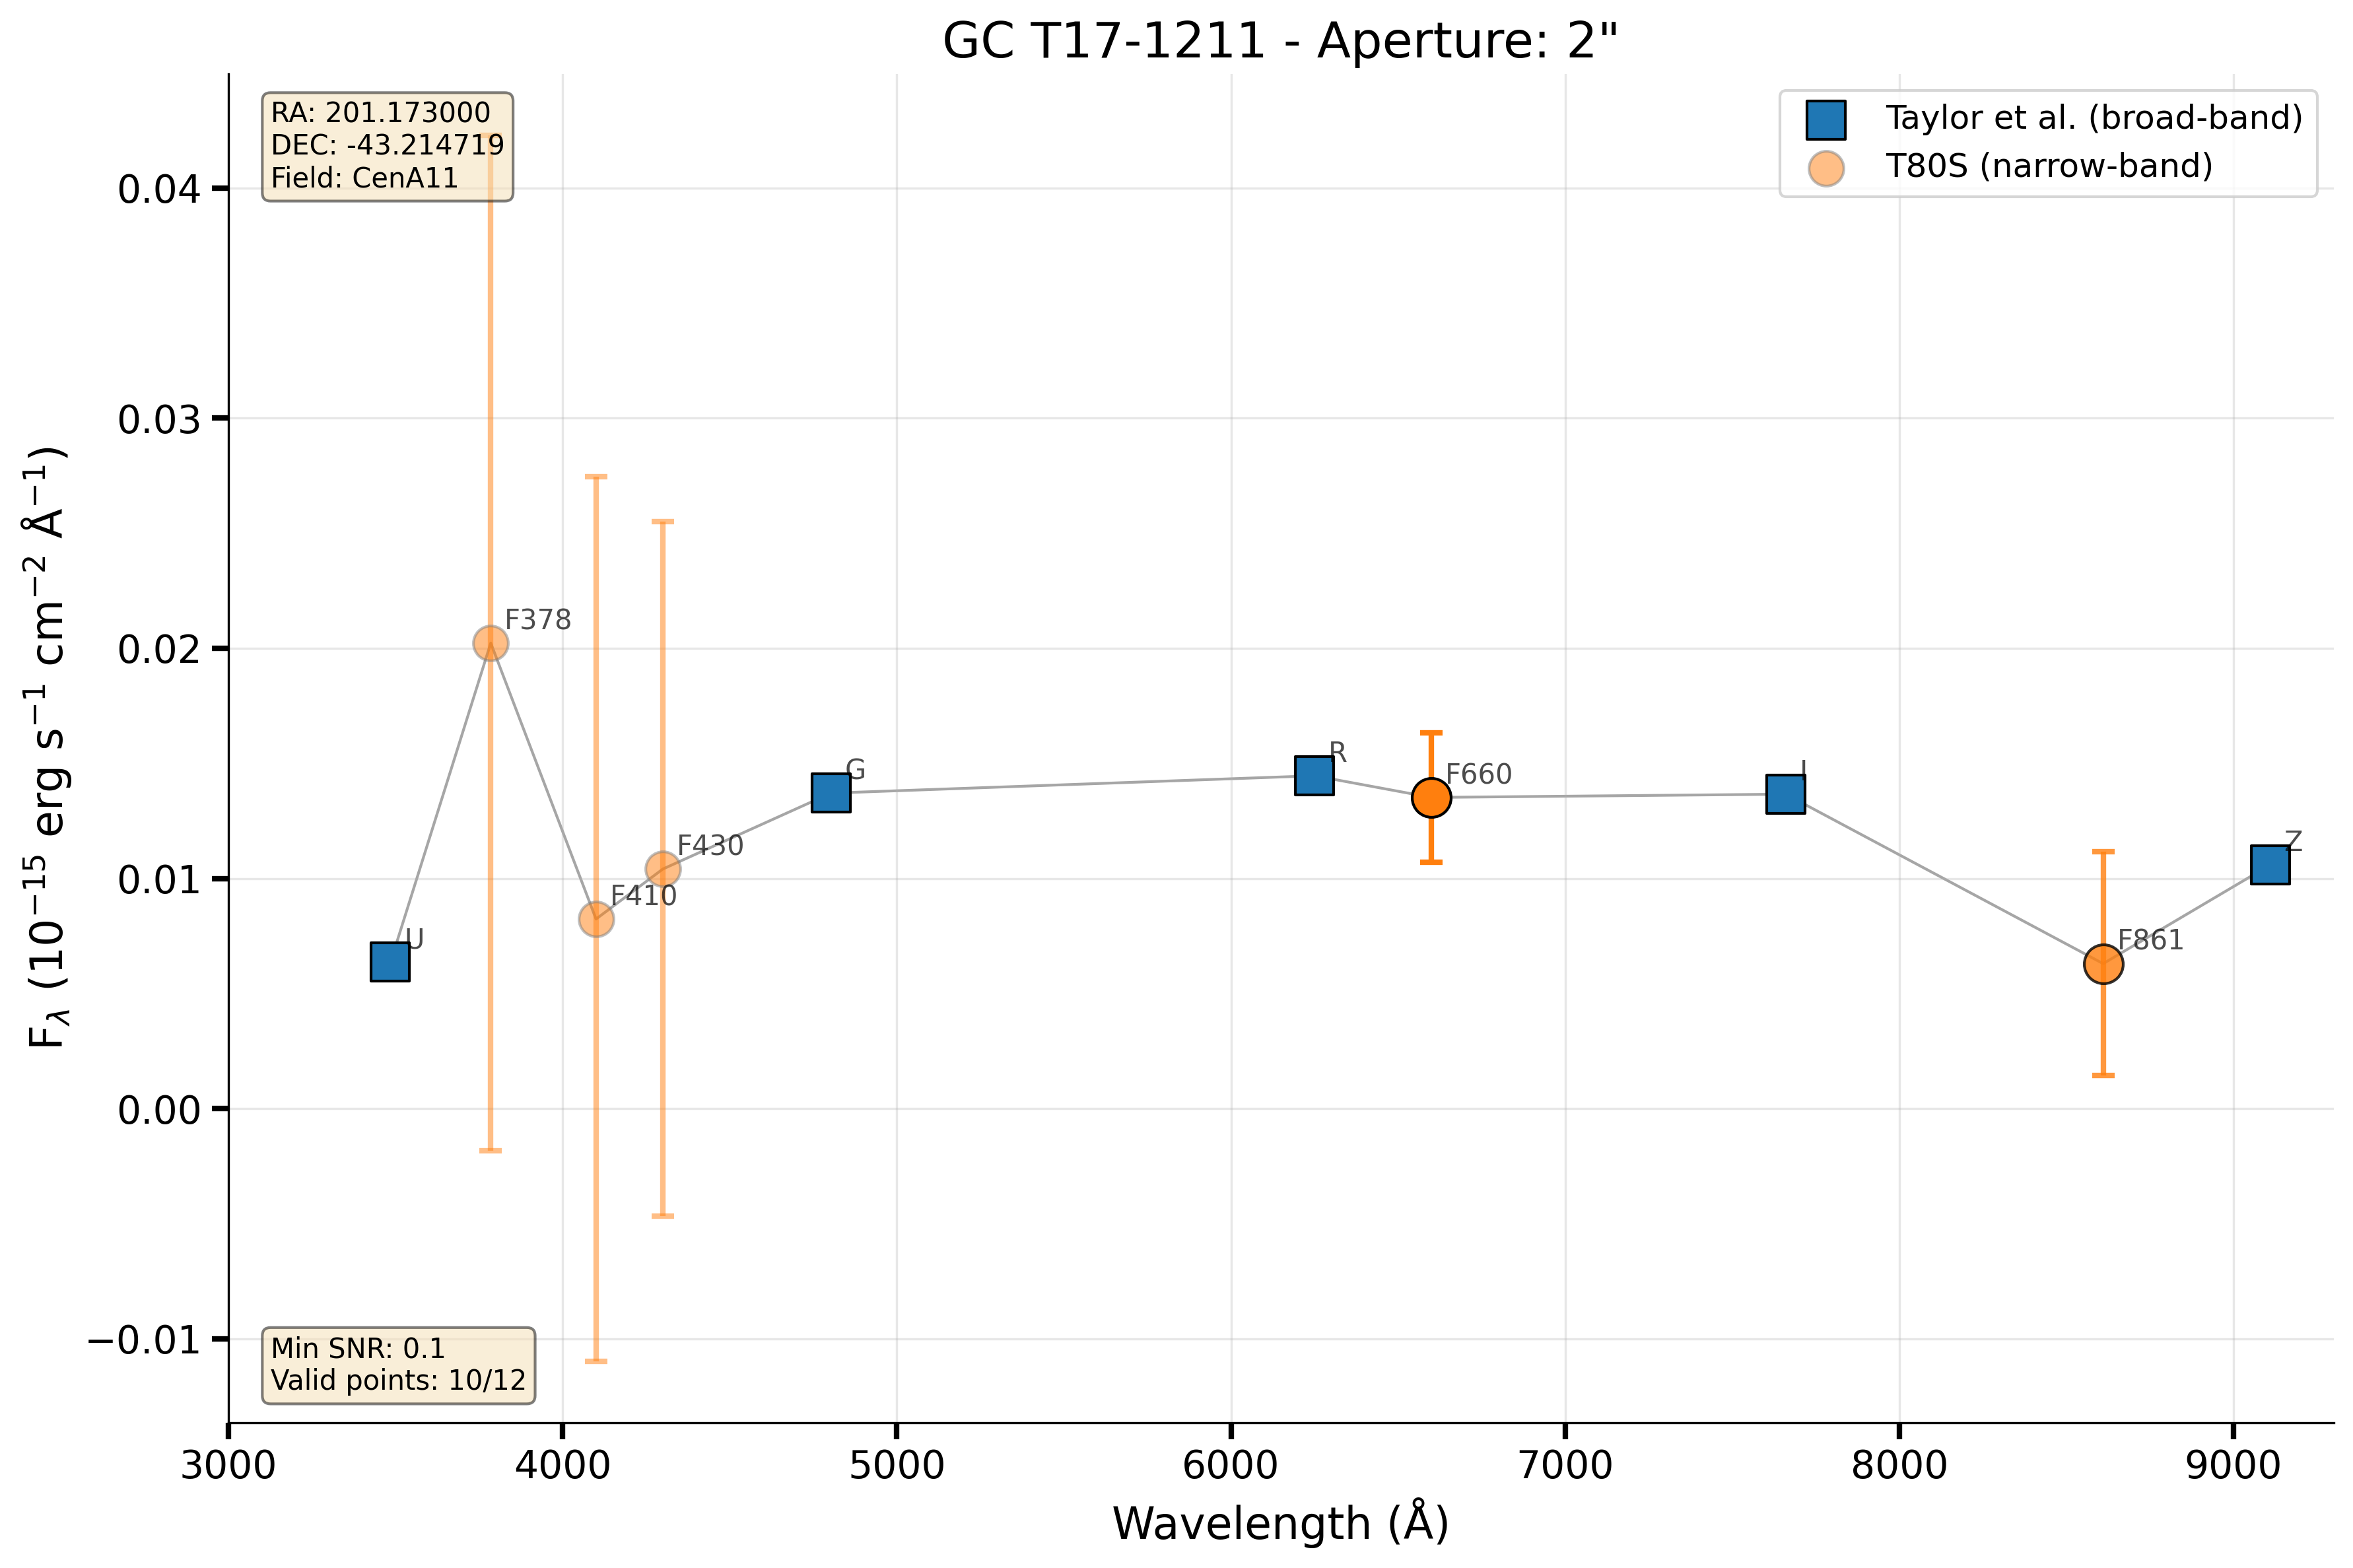 GC T17-1211 - Aperture: 2"
RA: 201.173000
DEC: -43.214719
Field: CenA11
Taylor et al. (broad-band)
T80S (narrow-band)
0.04
0.03
0.02
0.01
0.00
−0.01
F_λ (10⁻¹⁵ erg s⁻¹ cm⁻² Å⁻¹)
U
F378
F410
F430
G
R
F660
I
F861
Z
Min SNR: 0.1
Valid points: 10/12
3000 4000 5000 6000 7000 8000 9000
Wavelength (Å)